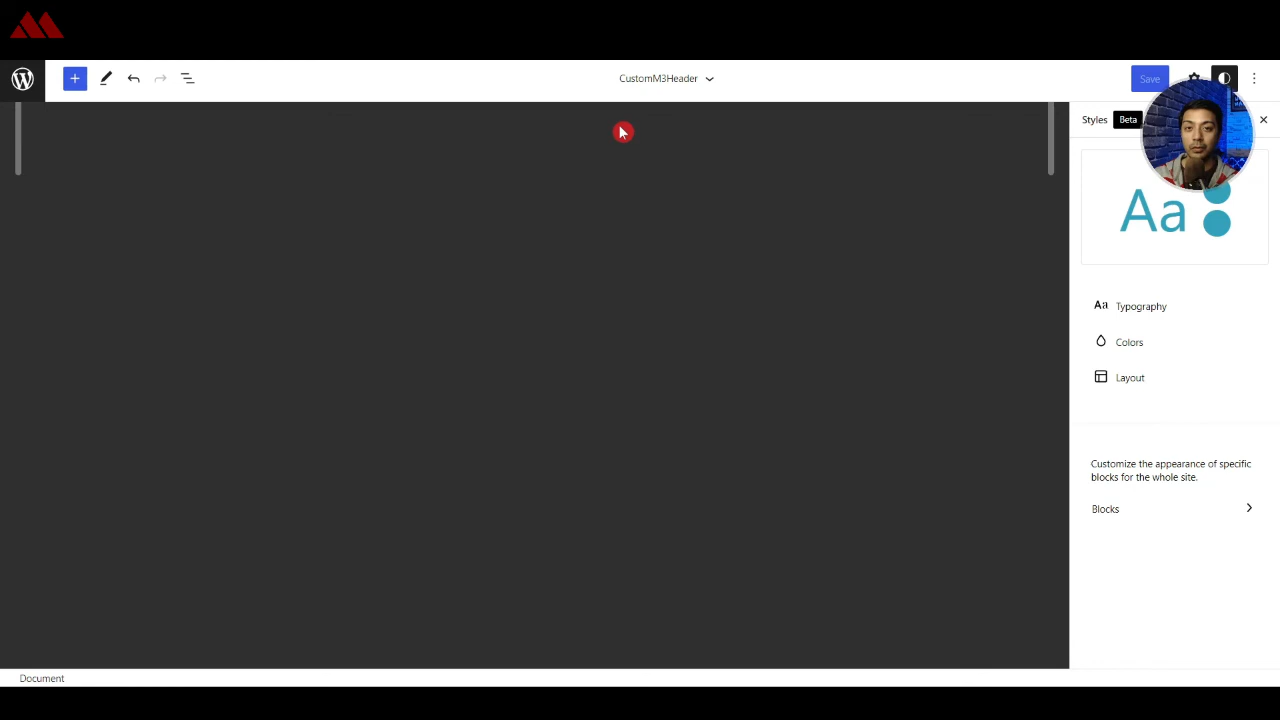 CustomM3Header
Save
Styles
Beta
Aa
Aa
Typography
Colors
Layout
Customize the appearance of specific
blocks for the whole site.
Blocks
Document